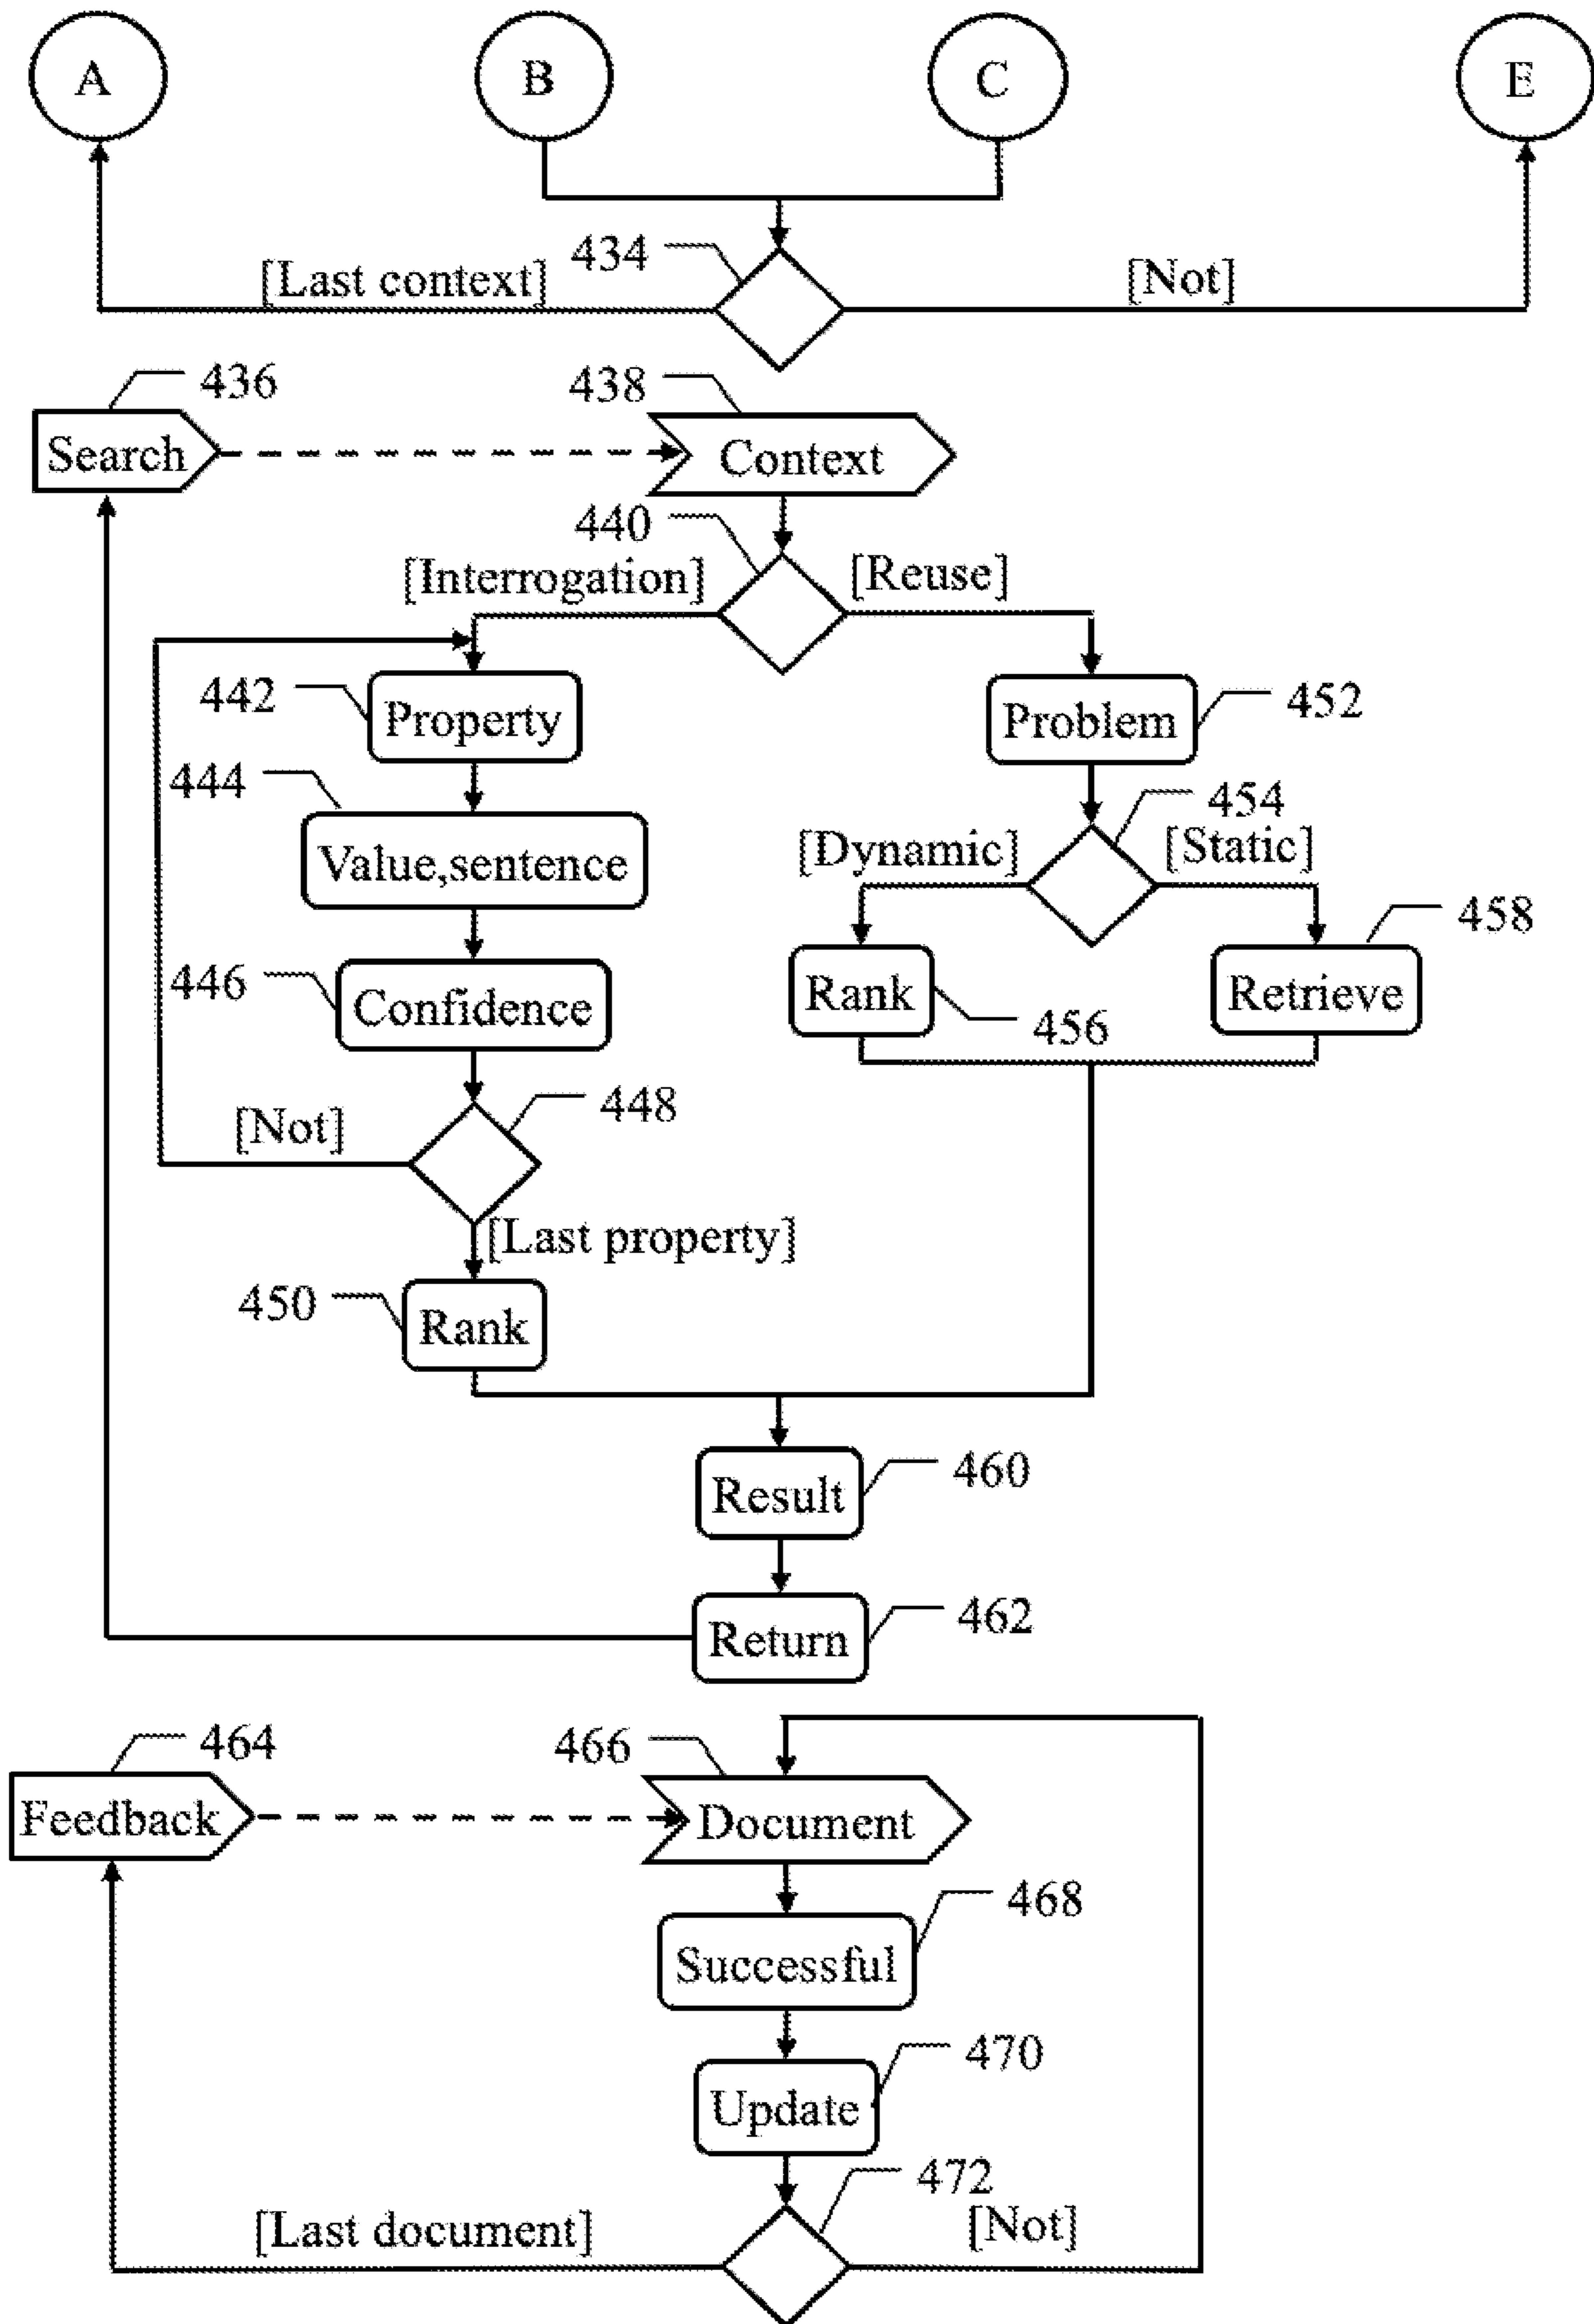 A
B
C
E
434
[Last context]
[Not]
436
438
Search
Context
440
[Interrogation]
[Reuse]
442
Property
Problem
452
444
Value,sentence
454
[Dynamic]
[Static]
458
446
Confidence
Rank
456
Retrieve
[Not]
448
[Last property]
450
Rank
460
Result
462
Return
464
466
Feedback
Document
468
Successful
470
Update
472
[Last document]
[Not]